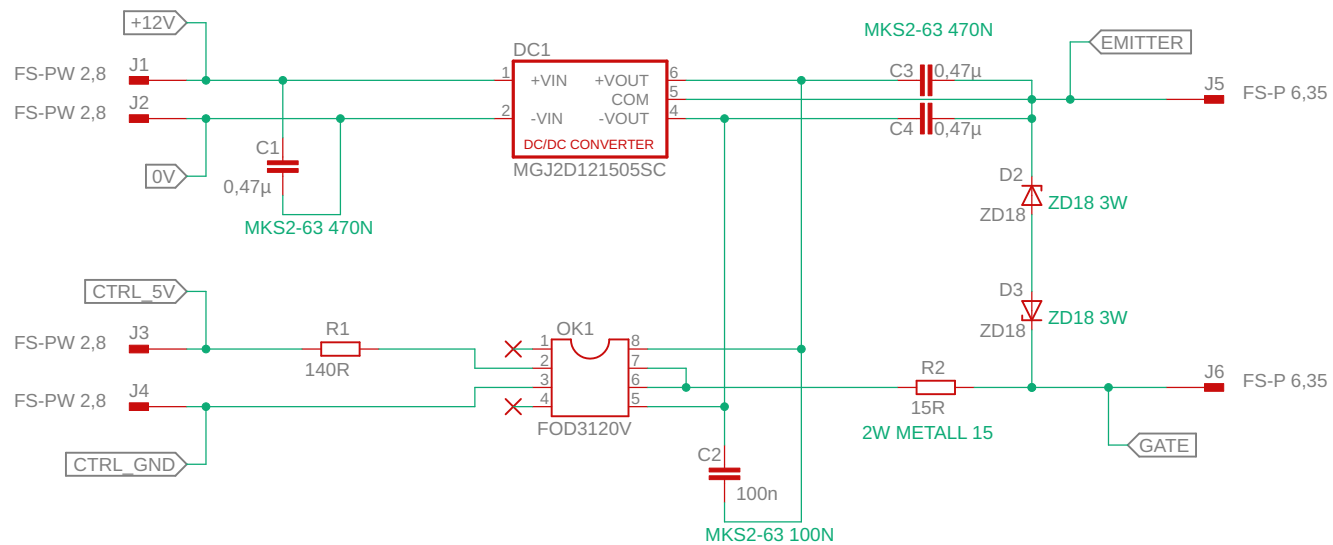 +12V
MKS2-63 470N
DC1
EMITTER
FS-PW 2,8 J1
1 +VIN +VOUT 6
C3 0,47µ
J5 FS-P 6,35
COM 5
FS-PW 2,8 J2
2 -VIN -VOUT 4
C4 0,47µ
DC/DC CONVERTER
MGJ2D121505SC
C1
0V
0,47µ
MKS2-63 470N
D2
ZD18 ZD18 3W
CTRL_5V
D3
ZD18 ZD18 3W
FS-PW 2,8 J3
R1
140R
OK1
1 8
2 7
3 6
4 5
FOD3120V
R2
15R
2W METALL 15
J6 FS-P 6,35
FS-PW 2,8 J4
GATE
CTRL_GND
C2
100n
MKS2-63 100N